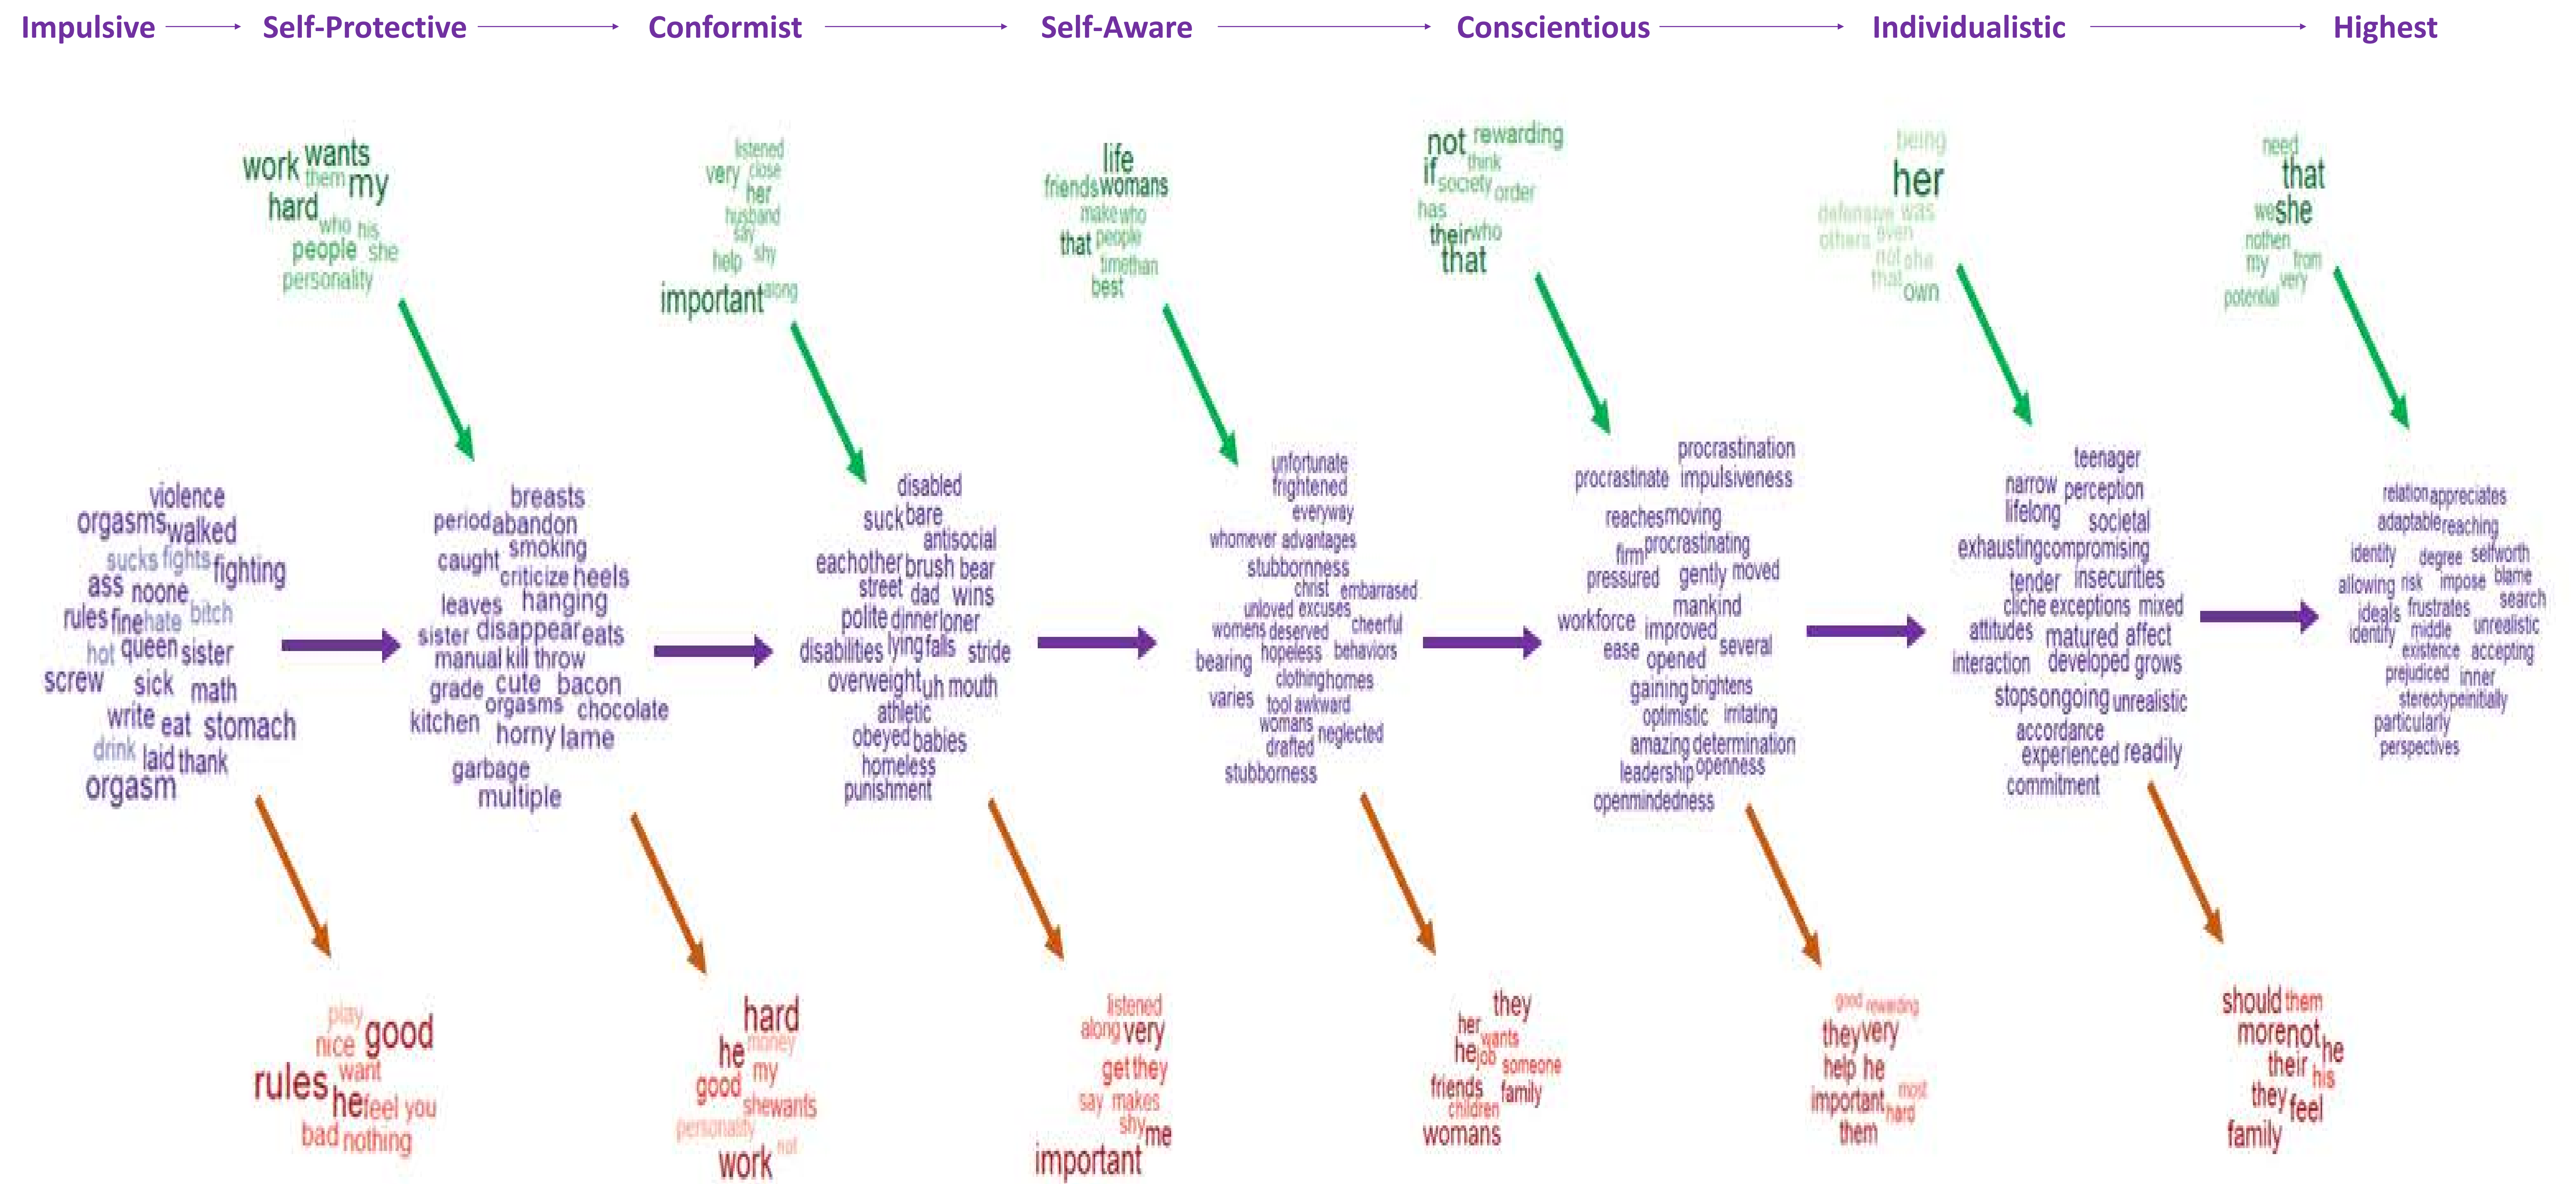 Impulsive Self-Protective Conformist Self-Aware Conscientious Individualistic Highest
work wants
them my
hard
who his
people she
personality
listened
very close
her
husband
say
help shy
important along
life
friends womans
make who
that people
time than
best
not rewarding
if think
society order
has
their who
that
being
her
defensive was
others even
not she
that own
need
that
we she
not hen
my from
very
potential
violence
orgasms walked
sucks fights fighting
ass noone
rules fine hate bitch
hot queen sister
screw sick math
write eat stomach
drink laid thank
orgasm
breasts
period abandon
caught smoking
criticize heels
leaves hanging
sister disappear eats
manual kill throw
grade cute bacon
orgasms chocolate
kitchen horny lame
garbage
multiple
disabled
suck bare
antisocial
eachother brush bear
street dad wins
polite dinner loner
disabilities lying falls stride
overweight uh mouth
athletic
obeyed babies
homeless
punishment
unfortunate
frightened
everyway
whomever advantages
stubbornness
christ embarrased
unloved excuses
womens deserved cheerful
bearing hopeless behaviors
clothing homes
varies tool awkward
womans neglected
drafted
stubborness
procrastination
procrastinate impulsiveness
reaches moving
firm procrastinating
pressured gently moved
mankind
workforce improved
ease opened several
gaining brightens
optimistic irritating
amazing determination
leadership openness
openmindedness
teenager
narrow perception
lifelong societal
exhausting compromising
tender insecurities
cliche exceptions mixed
attitudes matured affect
interaction developed grows
stops ongoing unrealistic
accordance
experienced readily
commitment
relation appreciates
adaptable reaching
identity degree selfworth
allowing risk impose blame
ideals frustrates search
identify middle unrealistic
existence accepting
prejudiced inner
stereotype initially
particularly
perspectives
play good
nice
want
rules he feel you
bad nothing
hard
he money
good my
she wants
personality
work not
listened
along very
get they
say makes
shy me
important
they
her wants
he job someone
friends family
children
womans
good rewarding
they very
help he
important most
hard
them
should them
more not he
their his
they feel
family